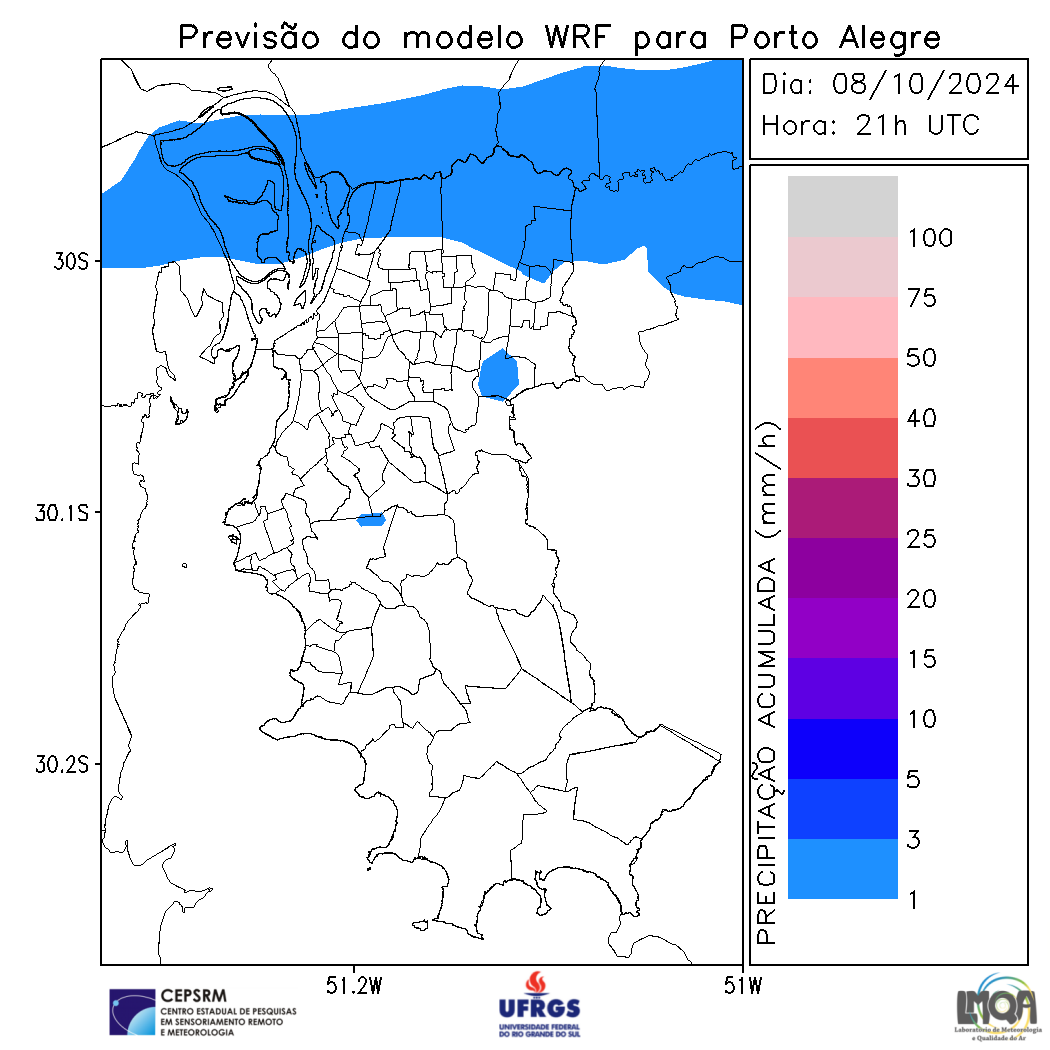 Previsão do modelo WRF para Porto Alegre
Dia: 08/10/2024
Hora: 21h UTC
30S
30.1S
30.2S
51.2W
51W
PRECIPITAÇÃO ACUMULADA (mm/h)
100
75
50
40
30
25
20
15
10
5
3
1
CEPSRM
CENTRO ESTADUAL DE PESQUISAS
EM SENSORIAMENTO REMOTO
E METEOROLOGIA
UFRGS
UNIVERSIDADE FEDERAL
DO RIO GRANDE DO SUL
LMQA
Laboratório de Meteorologia
e Qualidade do Ar